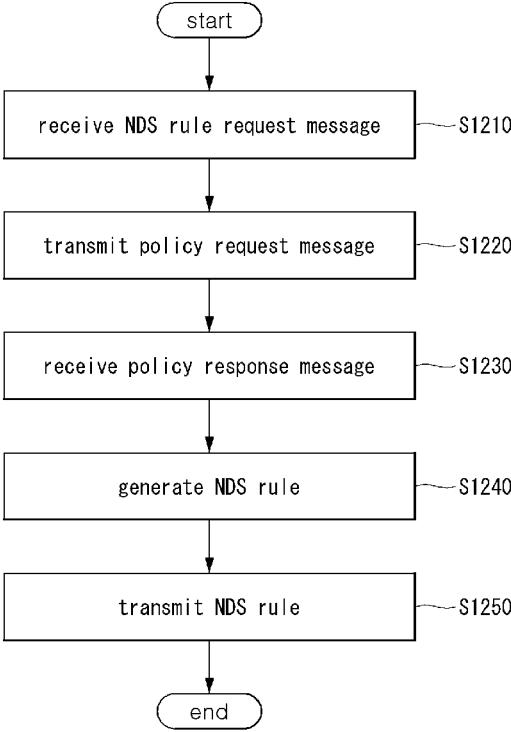 start
receive NDS rule request message
S1210
transmit policy request message
S1220
receive policy response message
S1230
generate NDS rule
S1240
transmit NDS rule
S1250
end